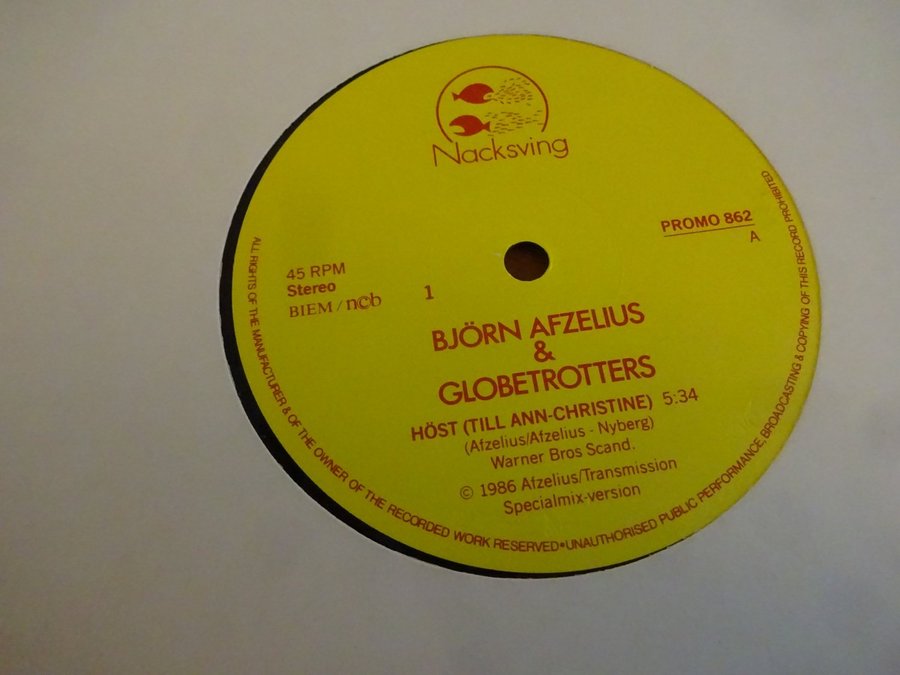 Nacksving
PROMO 862
A
45 RPM
Stereo
BIEM / ncb
1
BJÖRN AFZELIUS
&
GLOBETROTTERS
HÖST (TILL ANN-CHRISTINE) 5:34
(Afzelius/Afzelius - Nyberg)
Warner Bros Scand.
© 1986 Afzelius/Transmission
Specialmix-version
ALL RIGHTS OF THE MANUFACTURER & OF THE OWNER OF THE RECORDED WORK RESERVED•UNAUTHORISED PUBLIC PERFORMANCE, BROADCASTING & COPYING OF THIS RECORD PROHIBITED